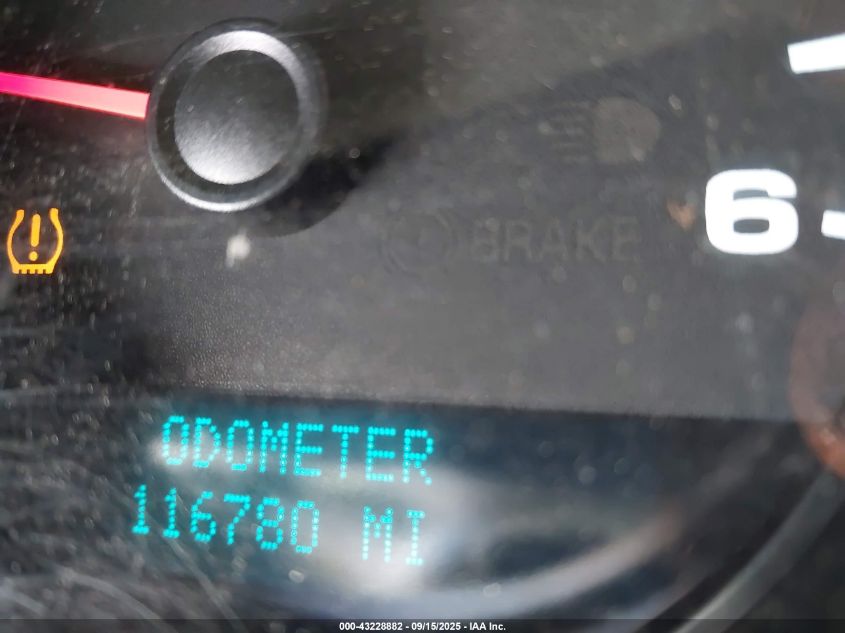 6
BRAKE
ODOMETER
116780 MI
000-43228882 - 09/15/2025 - IAA Inc.